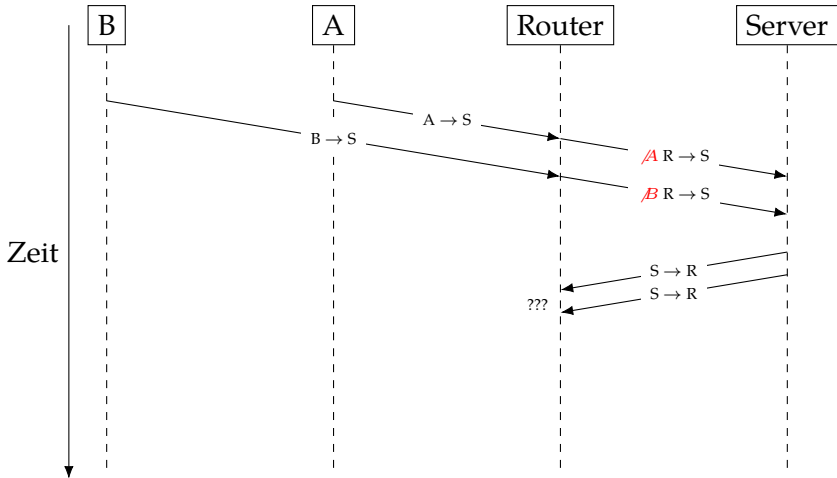 B
A
Router
Server
A → S
B → S
A R → S
B R → S
Zeit
S → R
S → R
???